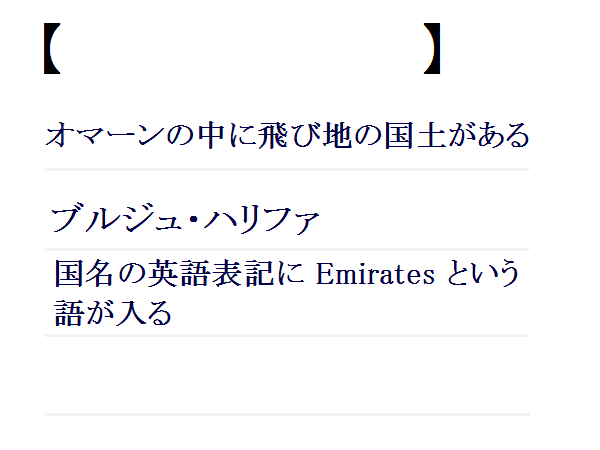 【　　　　　　　　】
オマーンの中に飛び地の国土がある
ブルジュ・ハリファ
国名の英語表記に Emirates という
語が入る